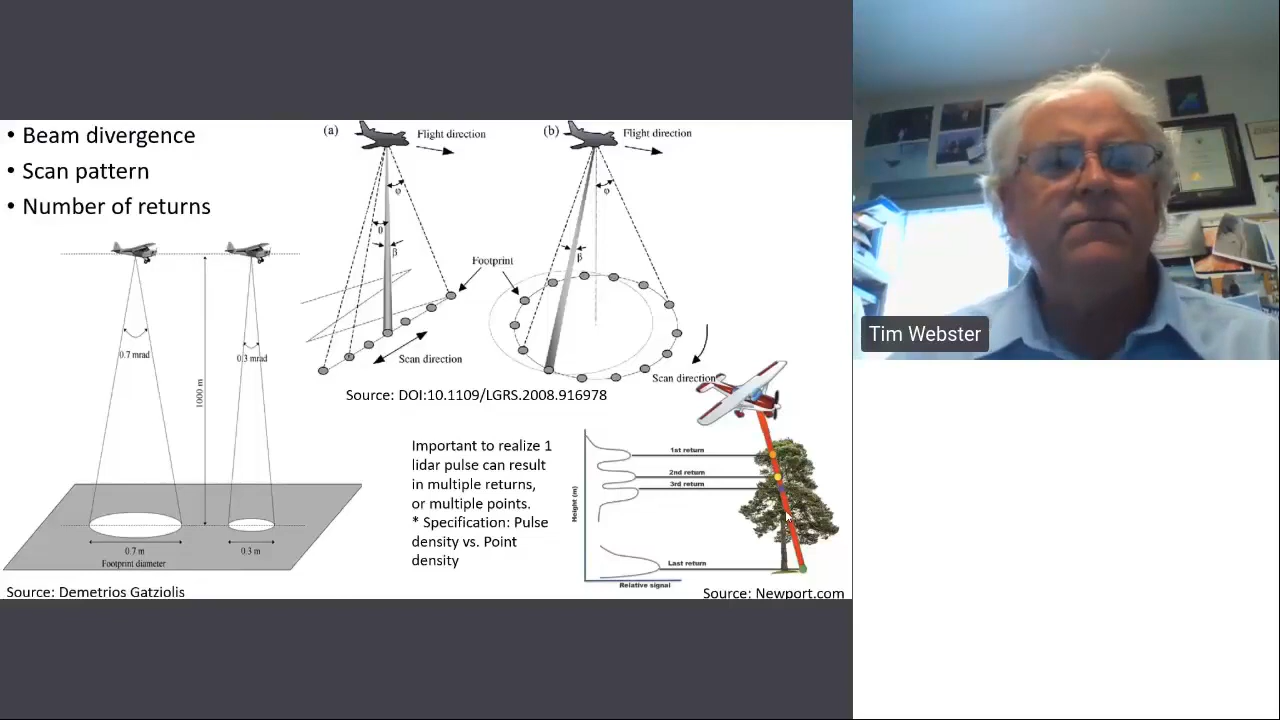 • Beam divergence
• Scan pattern
• Number of returns
0.7 mrad
0.3 mrad
1000 m
0.7 m
0.3 m
Footprint diameter
Source: Demetrios Gatziolis
(a)
Flight direction
φ
θ
β
Scan direction
Footprint
(b)
Flight direction
φ
β
Scan direction
Source: DOI:10.1109/LGRS.2008.916978
Important to realize 1
lidar pulse can result
in multiple returns,
or multiple points.
* Specification: Pulse
density vs. Point
density
Height (m)
1st return
2nd return
3rd return
Last return
Relative signal
Source: Newport.com
Tim Webster